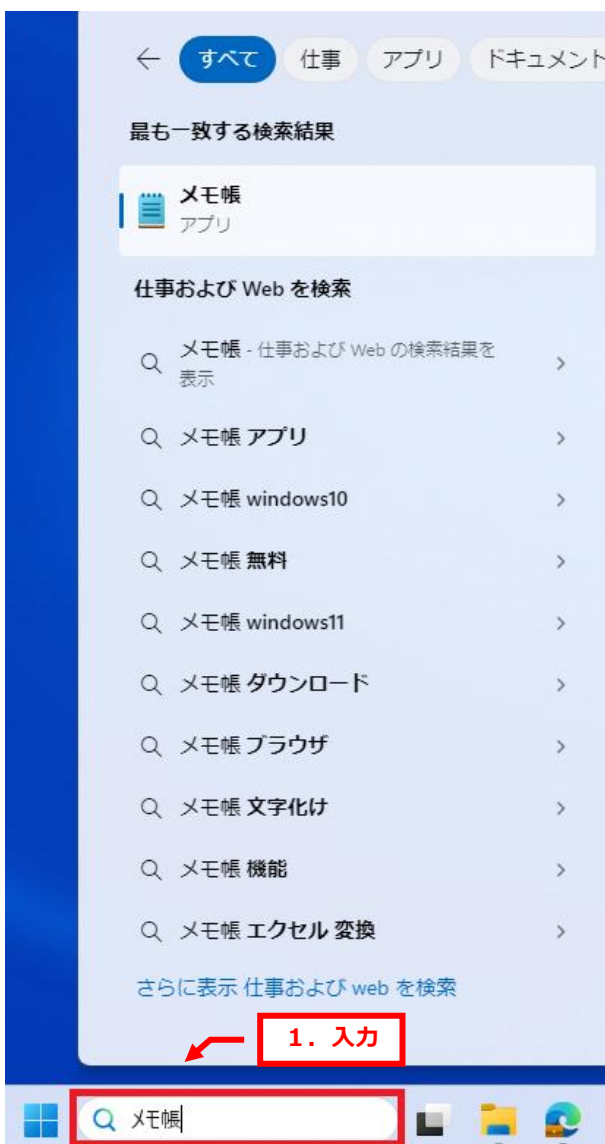 ← すべて 仕事 アプリ ドキュメント
最も一致する検索結果
メモ帳
アプリ
仕事および Web を検索
メモ帳 - 仕事および Web の検索結果を
表示
メモ帳 アプリ
メモ帳 windows10
メモ帳 無料
メモ帳 windows11
メモ帳 ダウンロード
メモ帳 ブラウザ
メモ帳 文字化け
メモ帳 機能
メモ帳 エクセル 変換
さらに表示 仕事および web を検索
1. 入力
メモ帳